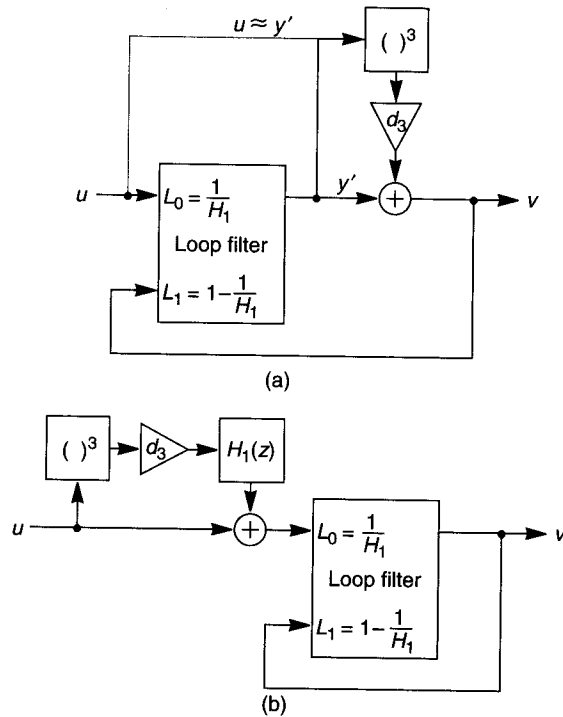 u ≈ y′
( )³
d₃
u
L₀ = 1/H₁
y′
+
v
Loop filter
L₁ = 1 − 1/H₁
(a)
( )³
d₃
H₁(z)
u
+
L₀ = 1/H₁
v
Loop filter
L₁ = 1 − 1/H₁
(b)